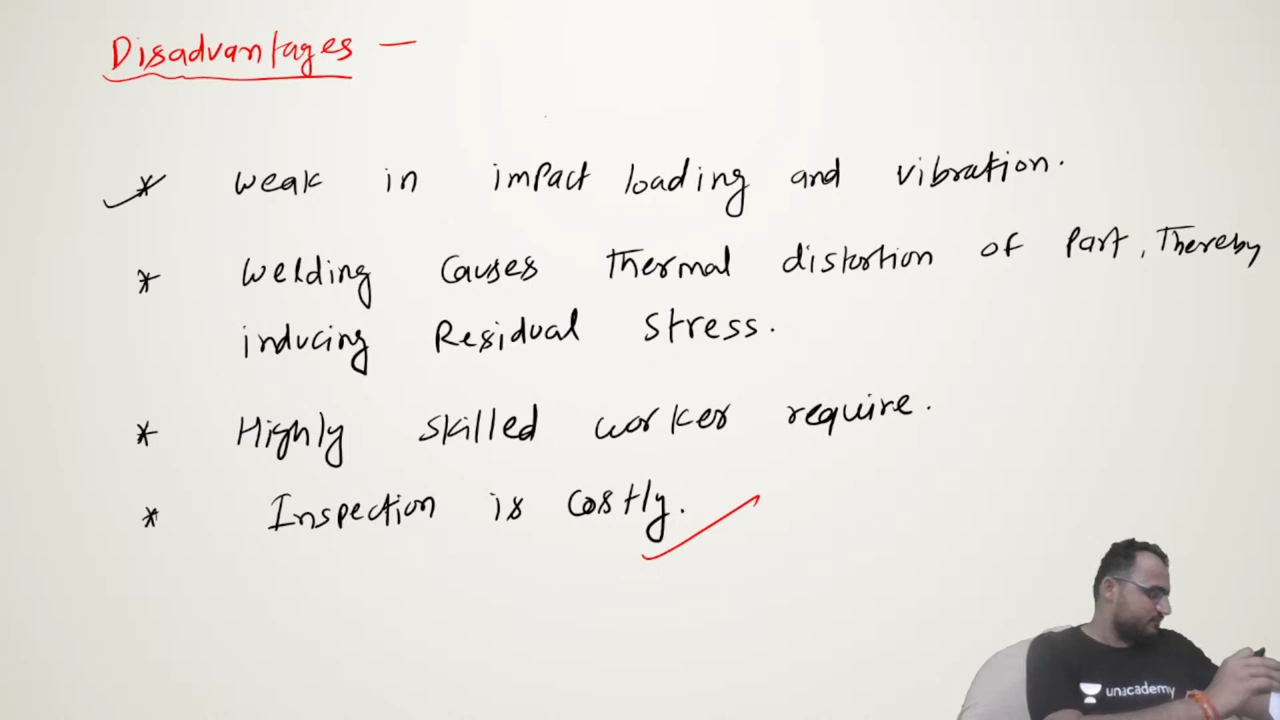 Disadvantages -
* weak in impact loading and vibration.
* welding causes thermal distortion of Part, Thereby
inducing Residual stress.
* Highly skilled worker require.
* Inspection is costly.
unacademy